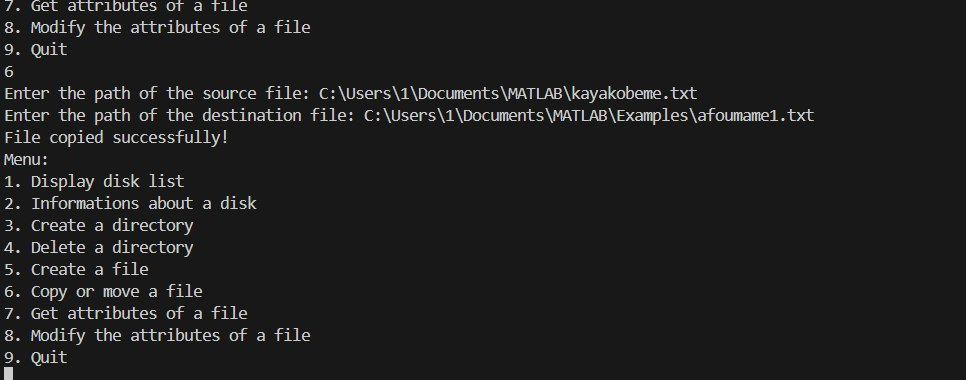 7. Get attributes of a file
8. Modify the attributes of a file
9. Quit
6
Enter the path of the source file: C:\Users\1\Documents\MATLAB\kayakobeme.txt
Enter the path of the destination file: C:\Users\1\Documents\MATLAB\Examples\afoumame1.txt
File copied successfully!
Menu:
1. Display disk list
2. Informations about a disk
3. Create a directory
4. Delete a directory
5. Create a file
6. Copy or move a file
7. Get attributes of a file
8. Modify the attributes of a file
9. Quit